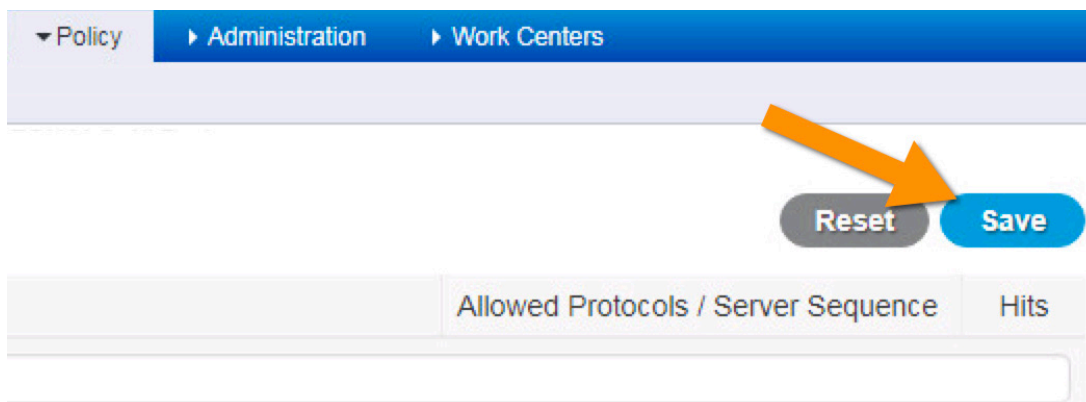 Policy Administration Work Centers
Reset Save
Allowed Protocols / Server Sequence Hits